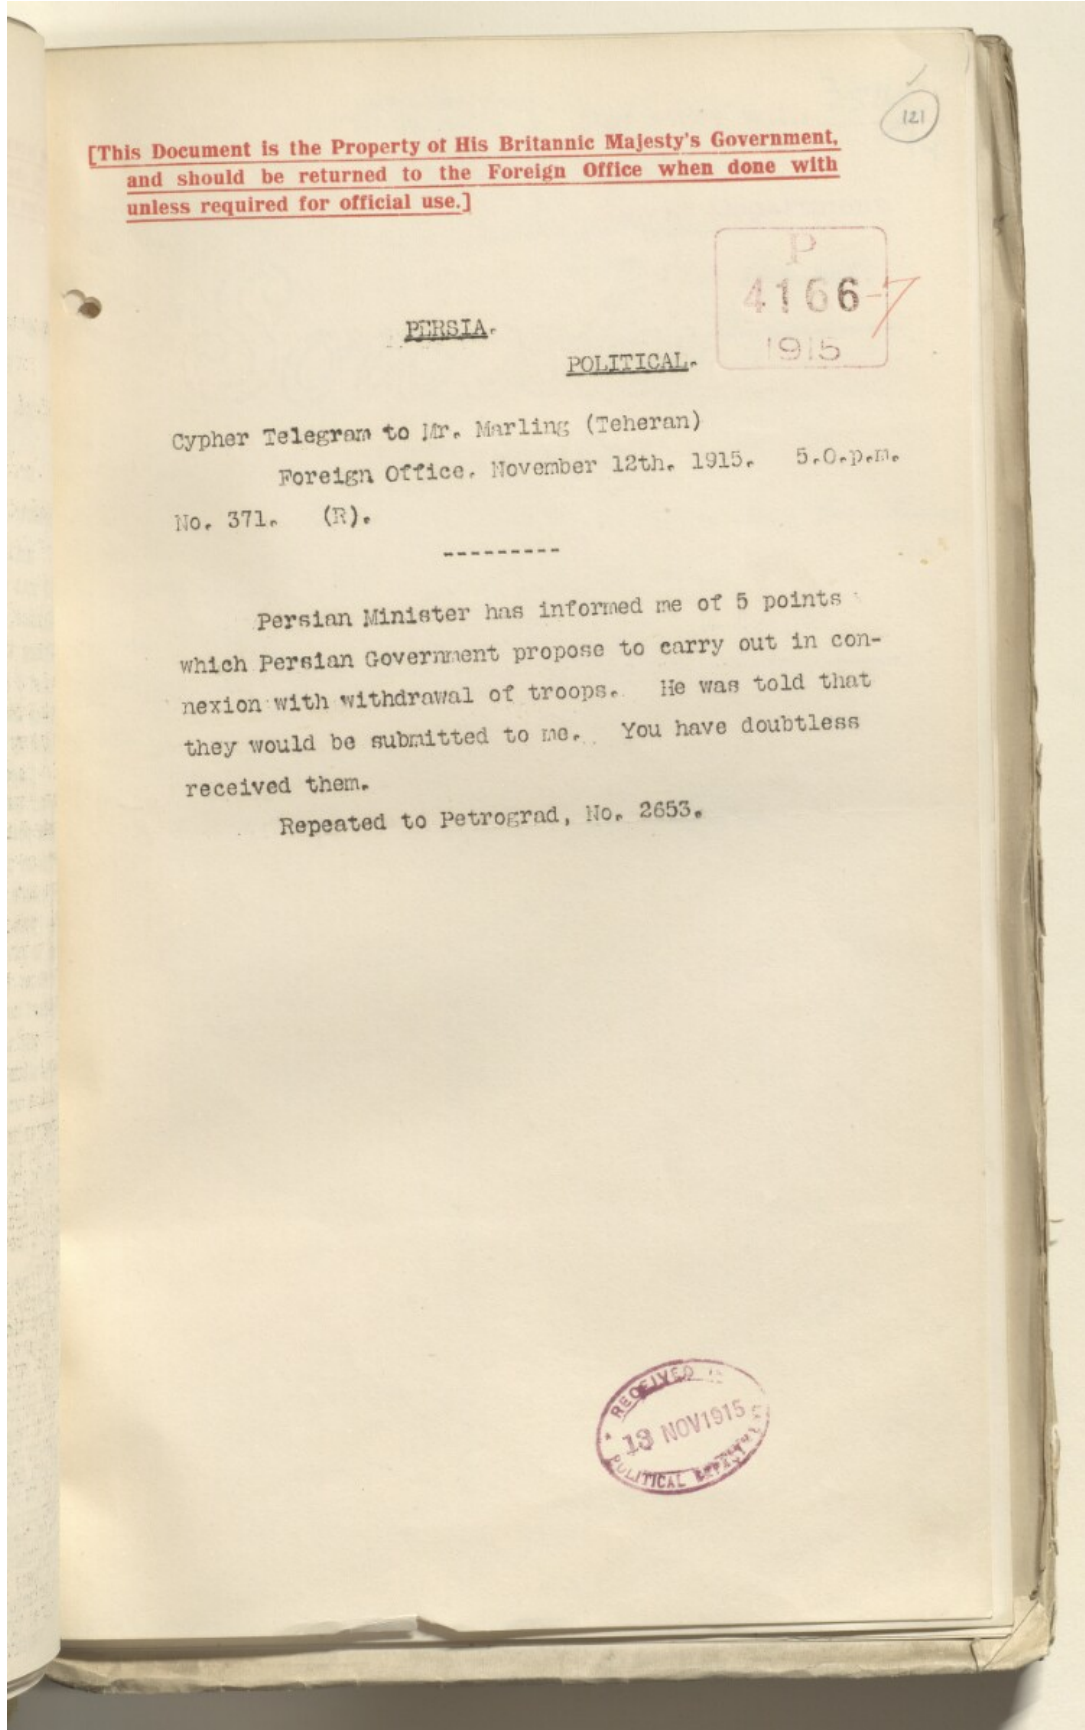 121
[This Document is the Property of His Britannic Majesty's Government,
and should be returned to the Foreign Office when done with
unless required for official use.]
P
4166-7
1915
PERSIA.
POLITICAL.
Cypher Telegram to Mr. Marling (Teheran)
Foreign Office. November 12th. 1915. 5.0.p.m.
No. 371. (R).
---------
Persian Minister has informed me of 5 points
which Persian Government propose to carry out in con-
nexion with withdrawal of troops. He was told that
they would be submitted to me. You have doubtless
received them.
Repeated to Petrograd, No. 2653.
RECEIVED IN
13 NOV 1915
POLITICAL DEPARTMENT